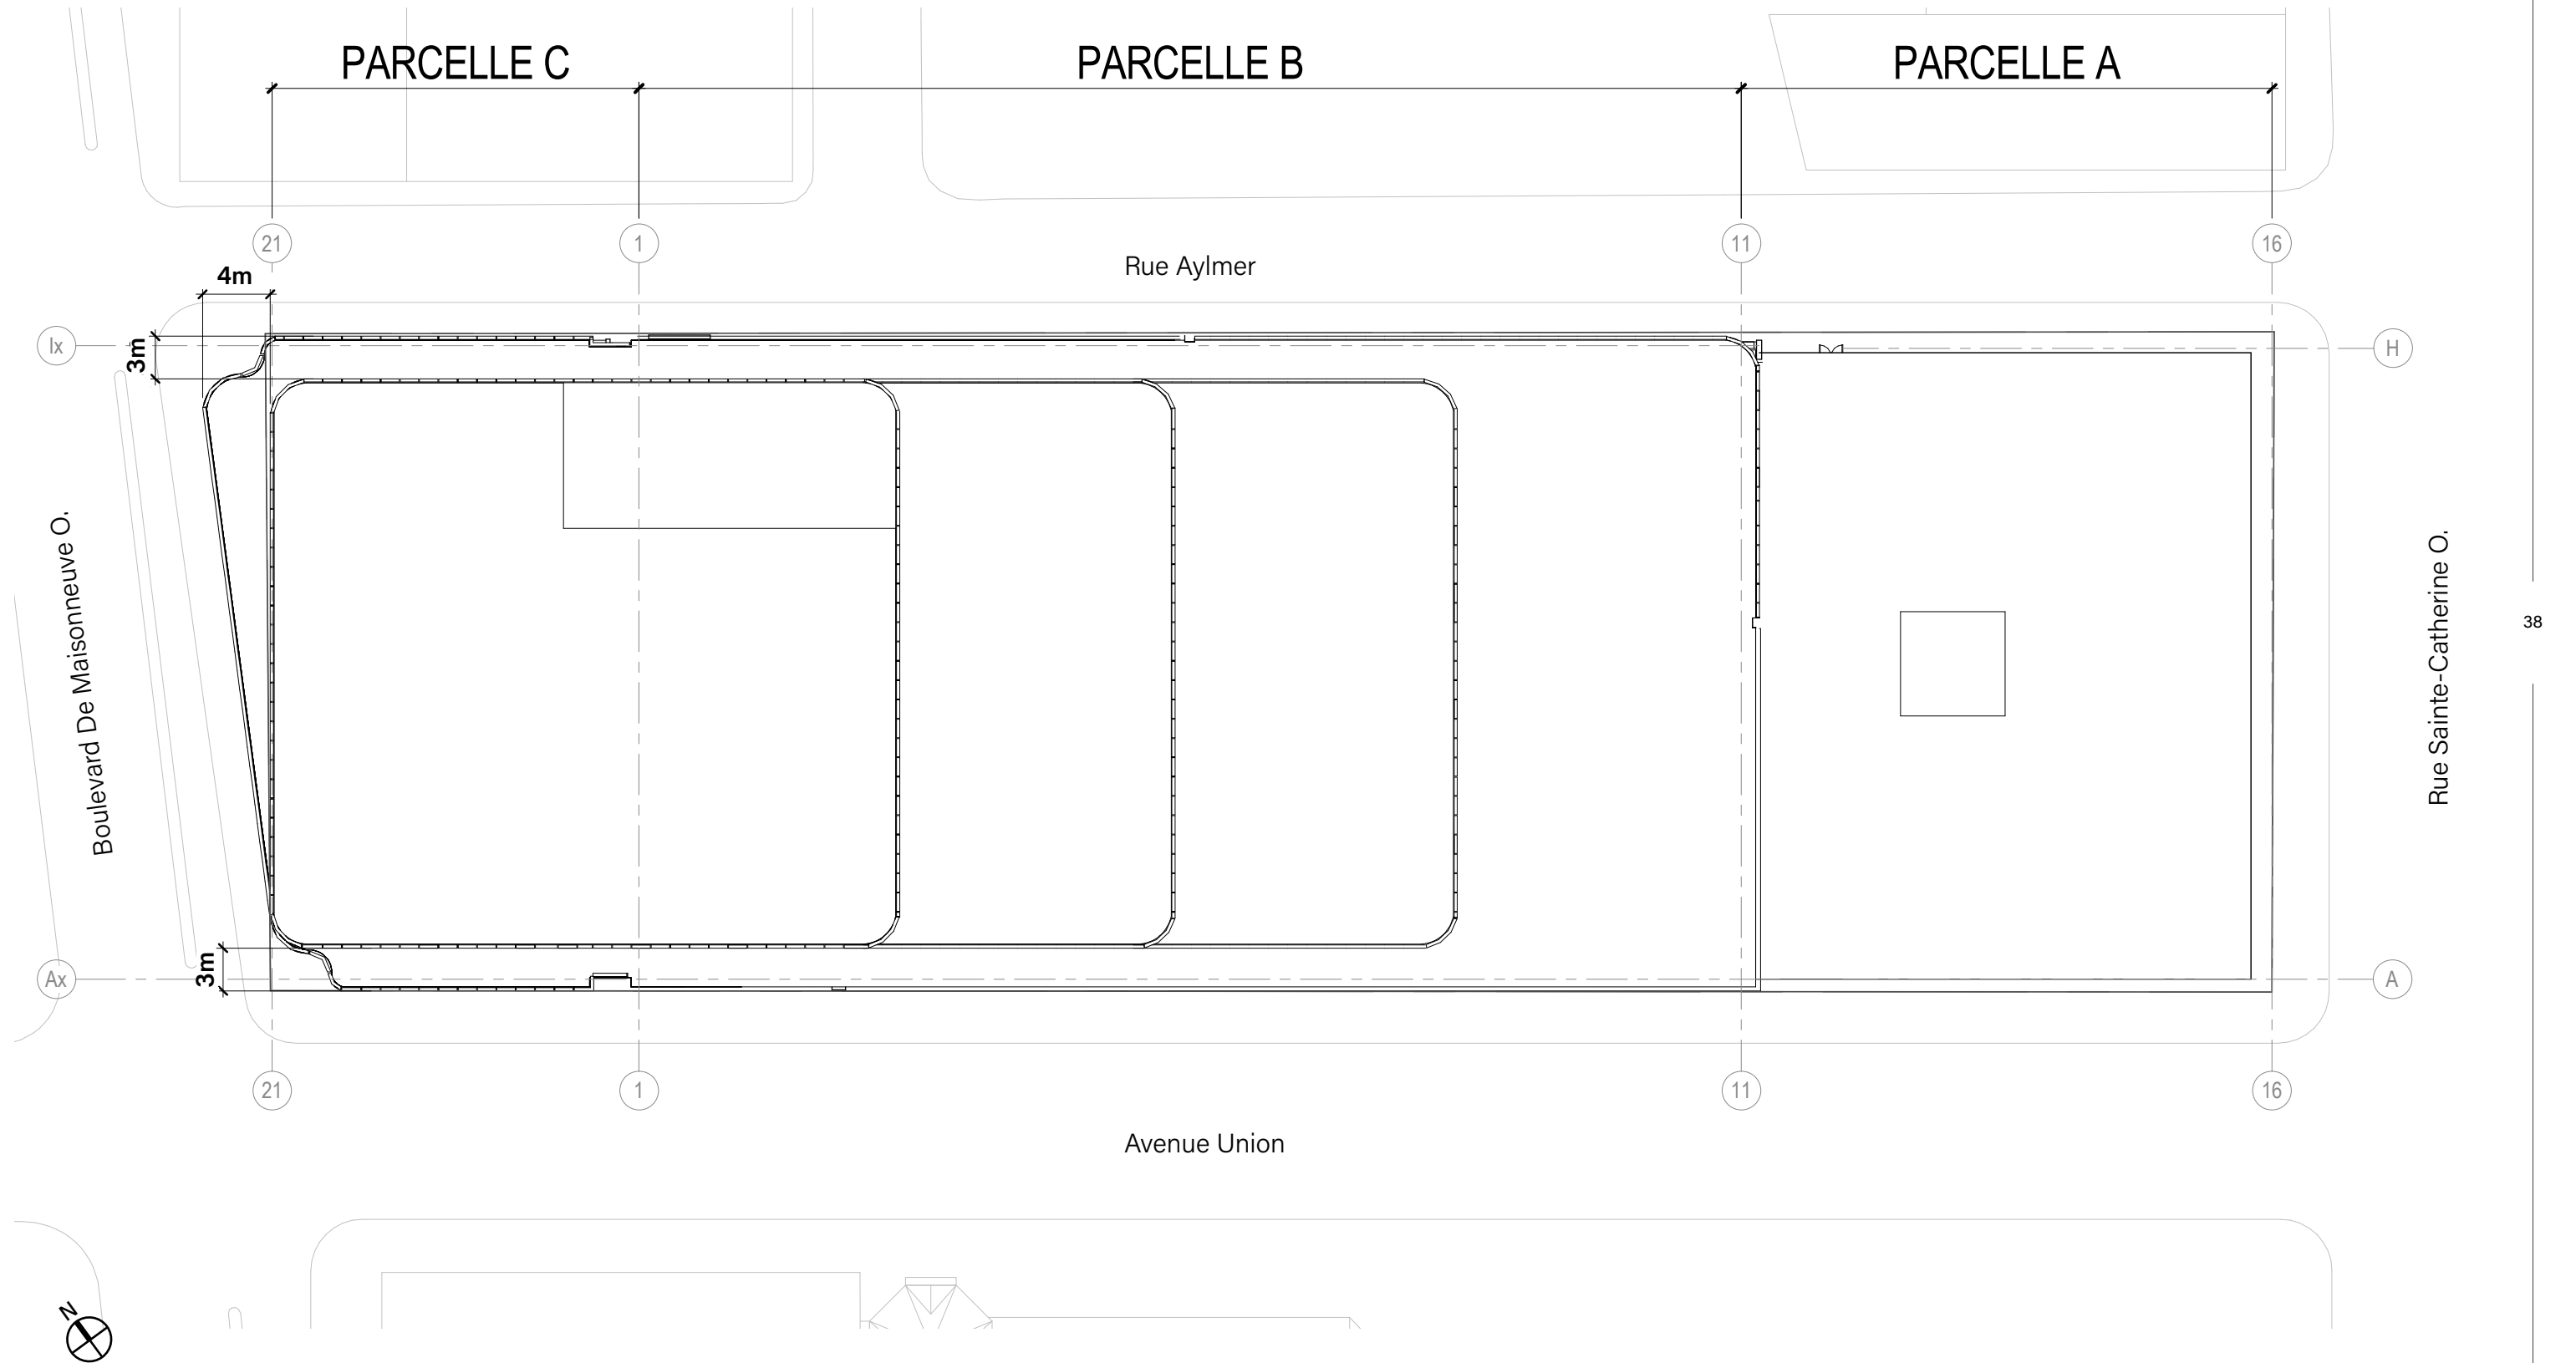 PARCELLE C
PARCELLE B
PARCELLE A
21
1
11
16
Rue Aylmer
4m
Ix
3m
H
Boulevard De Maisonneuve O.
Rue Sainte-Catherine O.
38
Ax
3m
A
21
1
11
16
Avenue Union
N